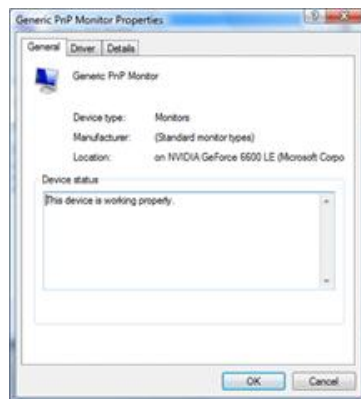 Generic PnP Monitor Properties
General Driver Details
Generic PnP Monitor
Device type: Monitors
Manufacturer: (Standard monitor types)
Location: on NVIDIA GeForce 6600 LE (Microsoft Corpo
Device status
This device is working properly.
OK Cancel